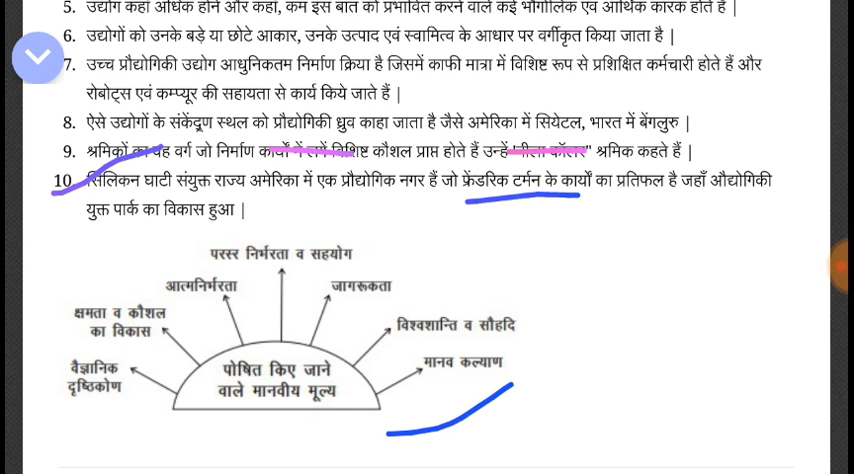 5. उद्योग कहाँ अधिक होने और कहाँ, कम इस बात को प्रभावित करने वाले कई भौगोलिक एवं आर्थिक कारक होते हैं |
6. उद्योगों को उनके बड़े या छोटे आकार, उनके उत्पाद एवं स्वामित्व के आधार पर वर्गीकृत किया जाता है |
7. उच्च प्रौद्योगिकी उद्योग आधुनिकतम निर्माण क्रिया है जिसमें काफी मात्रा में विशिष्ट रूप से प्रशिक्षित कर्मचारी होते हैं और
रोबोट्स एवं कम्प्यूर की सहायता से कार्य किये जाते हैं |
8. ऐसे उद्योगों के संकेंद्रण स्थल को प्रौद्योगिकी ध्रुव काहा जाता है जैसे अमेरिका में सियेटल, भारत में बेंगलुरु |
9. श्रमिकों का वह वर्ग जो निर्माण कार्यों में लगे विशिष्ट कौशल प्राप्त होते हैं उन्हें "नीला कॉलर" श्रमिक कहते हैं |
10. सिलिकन घाटी संयुक्त राज्य अमेरिका में एक प्रौद्योगिक नगर हैं जो फ्रेंडरिक टर्मन के कार्यों का प्रतिफल है जहाँ औद्योगिकी
युक्त पार्क का विकास हुआ |
परस्र निर्भरता व सहयोग
आत्मनिर्भरता जागरूकता
क्षमता व कौशल
का विकास
विश्वशान्ति व सौहदि
वैज्ञानिक
दृष्ठिकोण
पोषित किए जाने
वाले मानवीय मूल्य
मानव कल्याण